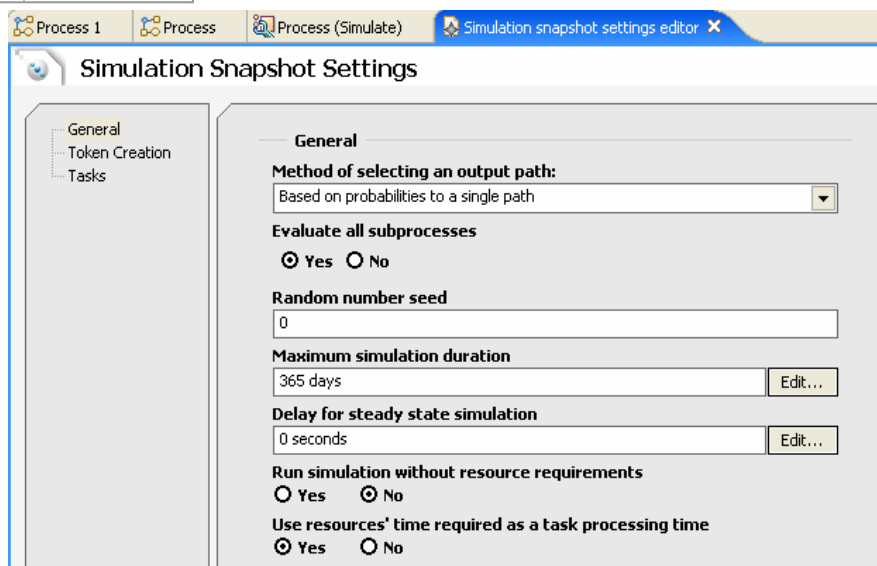 Process 1 Process Process (Simulate) Simulation snapshot settings editor
Simulation Snapshot Settings
General
Token Creation
Tasks
General
Method of selecting an output path:
Based on probabilities to a single path
Evaluate all subprocesses
Yes No
Random number seed
0
Maximum simulation duration
365 days Edit...
Delay for steady state simulation
0 seconds Edit...
Run simulation without resource requirements
Yes No
Use resources' time required as a task processing time
Yes No